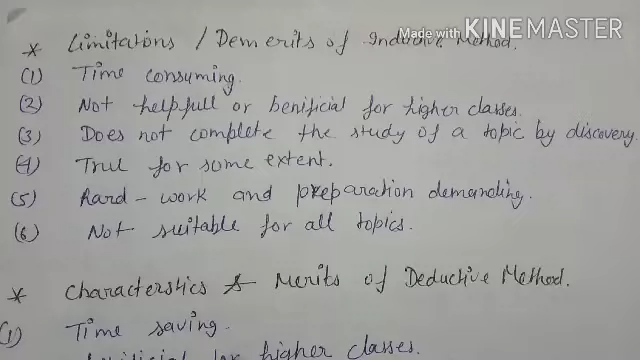 Made with KINEMASTER
* Limitations / Demerits of Inductive Method.
(1) Time consuming.
(2) Not helpfull or benificial for higher classes.
(3) Does not complete the study of a topic by discovery.
(4) True for some extent.
(5) Hard - work and preparation demanding.
(6) Not suitable for all topics.
* Characterstics & Merits of Deductive Method.
(1) Time saving.
for higher classes.